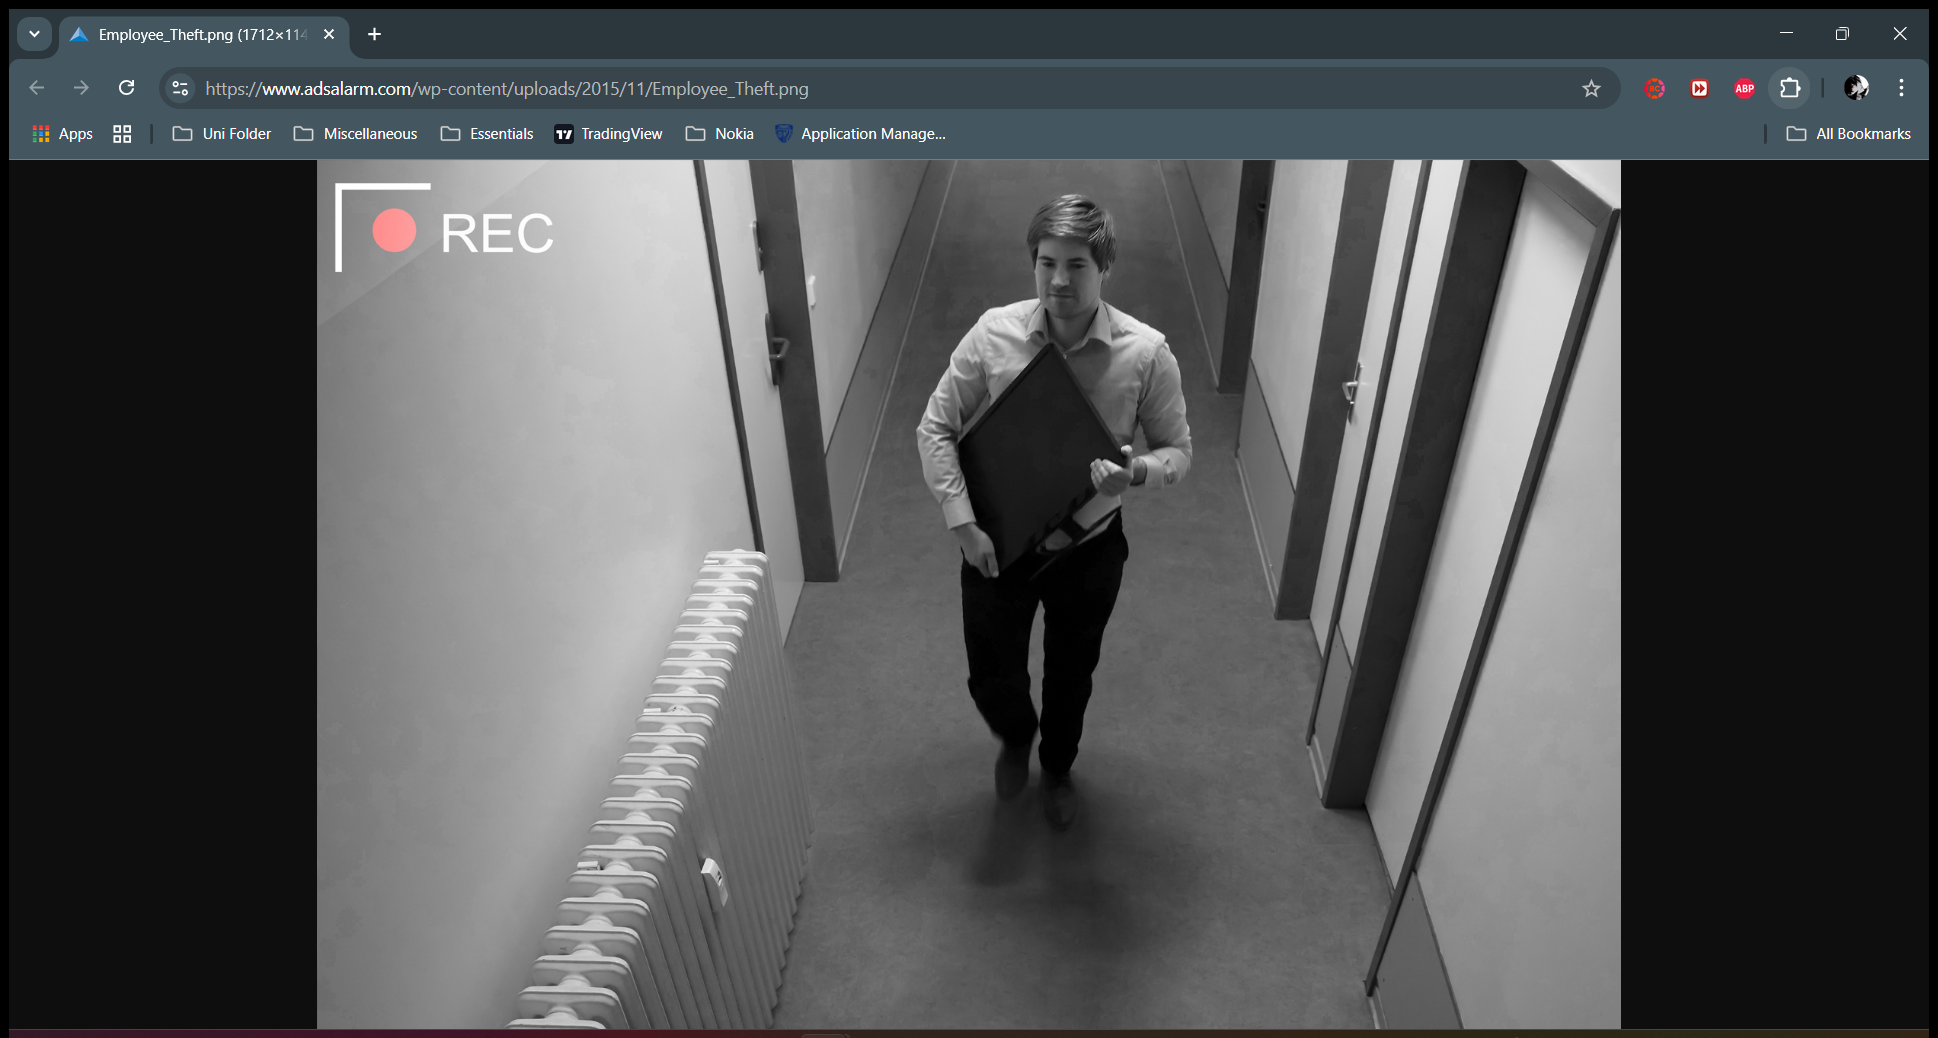 Employee_Theft.png (1712×114
https://www.adsalarm.com/wp-content/uploads/2015/11/Employee_Theft.png
ABP
Apps
Uni Folder
Miscellaneous
Essentials
TradingView
Nokia
Application Manage...
All Bookmarks
REC